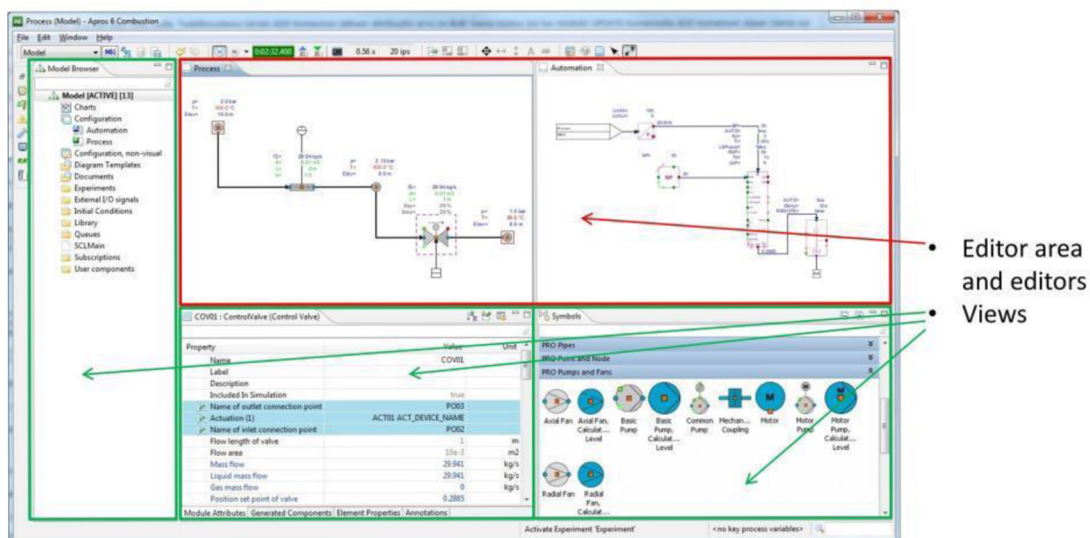 Process (Model) - Apros 6 Combustion
File Edit Window Help
Model
0:02:32.400
0.56 x
20 ips
Model Browser
Model [ACTIVE] [13]
Charts
Configuration
Automation
Process
Configuration, non-visual
Diagram Templates
Documents
Experiments
External I/O signals
Initial Conditions
Library
Queues
SCLMain
Subscriptions
User components
Process
Automation
COV01 : ControlValve (Control Valve)
Property Value Unit
Name COV01
Label
Description
Included In Simulation true
Name of outlet connection point PO03
Actuation (1) ACT01 ACT_DEVICE_NAME
Name of inlet connection point PO02
Flow length of valve 1 m
Flow area 10e-3 m2
Mass flow 29.941 kg/s
Liquid mass flow 29.941 kg/s
Gas mass flow 0 kg/s
Position set point of valve 0.2885
Module Attributes Generated Components Element Properties Annotations
Symbols
PRO Pipes
PRO Point and Node
PRO Pumps and Fans
Axial Fan
Axial Fan, Calculat... Level
Basic Pump
Basic Pump, Calculat... Level
Common Pump
Mechan... Coupling
Motor
Motor Pump
Motor Pump, Calculat... Level
Radial Fan
Radial Fan, Calculat...
Activate Experiment 'Experiment'
<no key process variables>
• Editor area
and editors
• Views